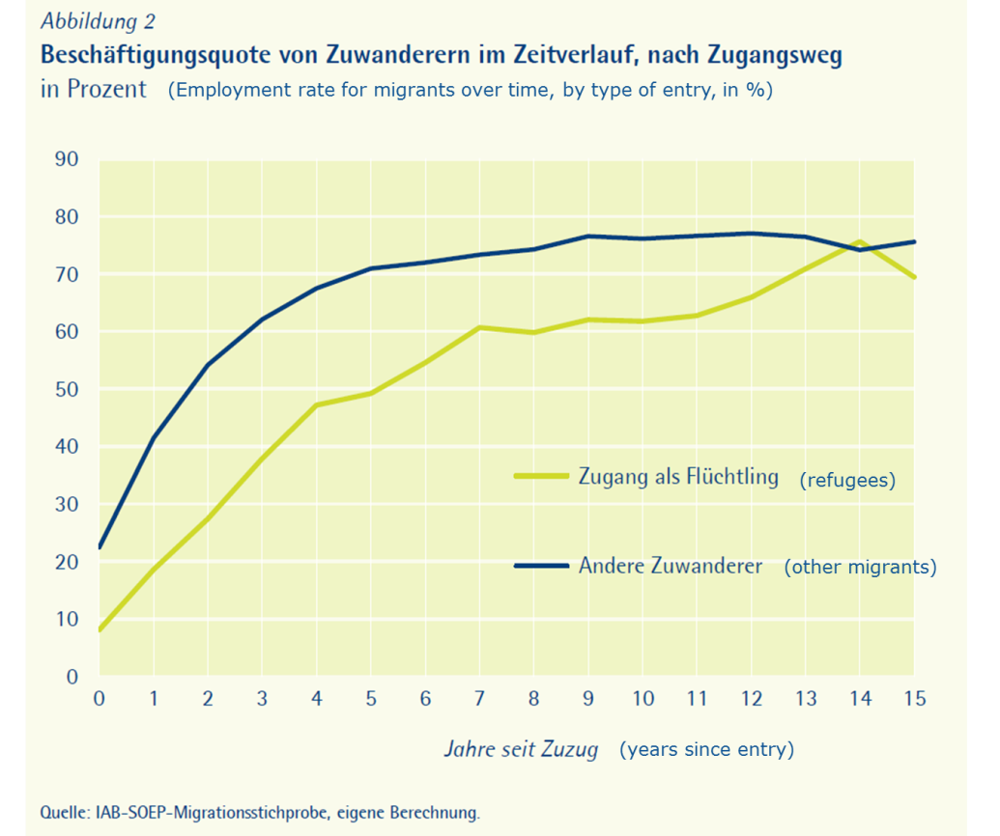 Abbildung 2
Beschäftigungsquote von Zuwanderern im Zeitverlauf, nach Zugangsweg
in Prozent (Employment rate for migrants over time, by type of entry, in %)
90
80
70
60
50
40
30
20
10
0
Zugang als Flüchtling (refugees)
Andere Zuwanderer (other migrants)
0 1 2 3 4 5 6 7 8 9 10 11 12 13 14 15
Jahre seit Zuzug (years since entry)
Quelle: IAB-SOEP-Migrationsstichprobe, eigene Berechnung.